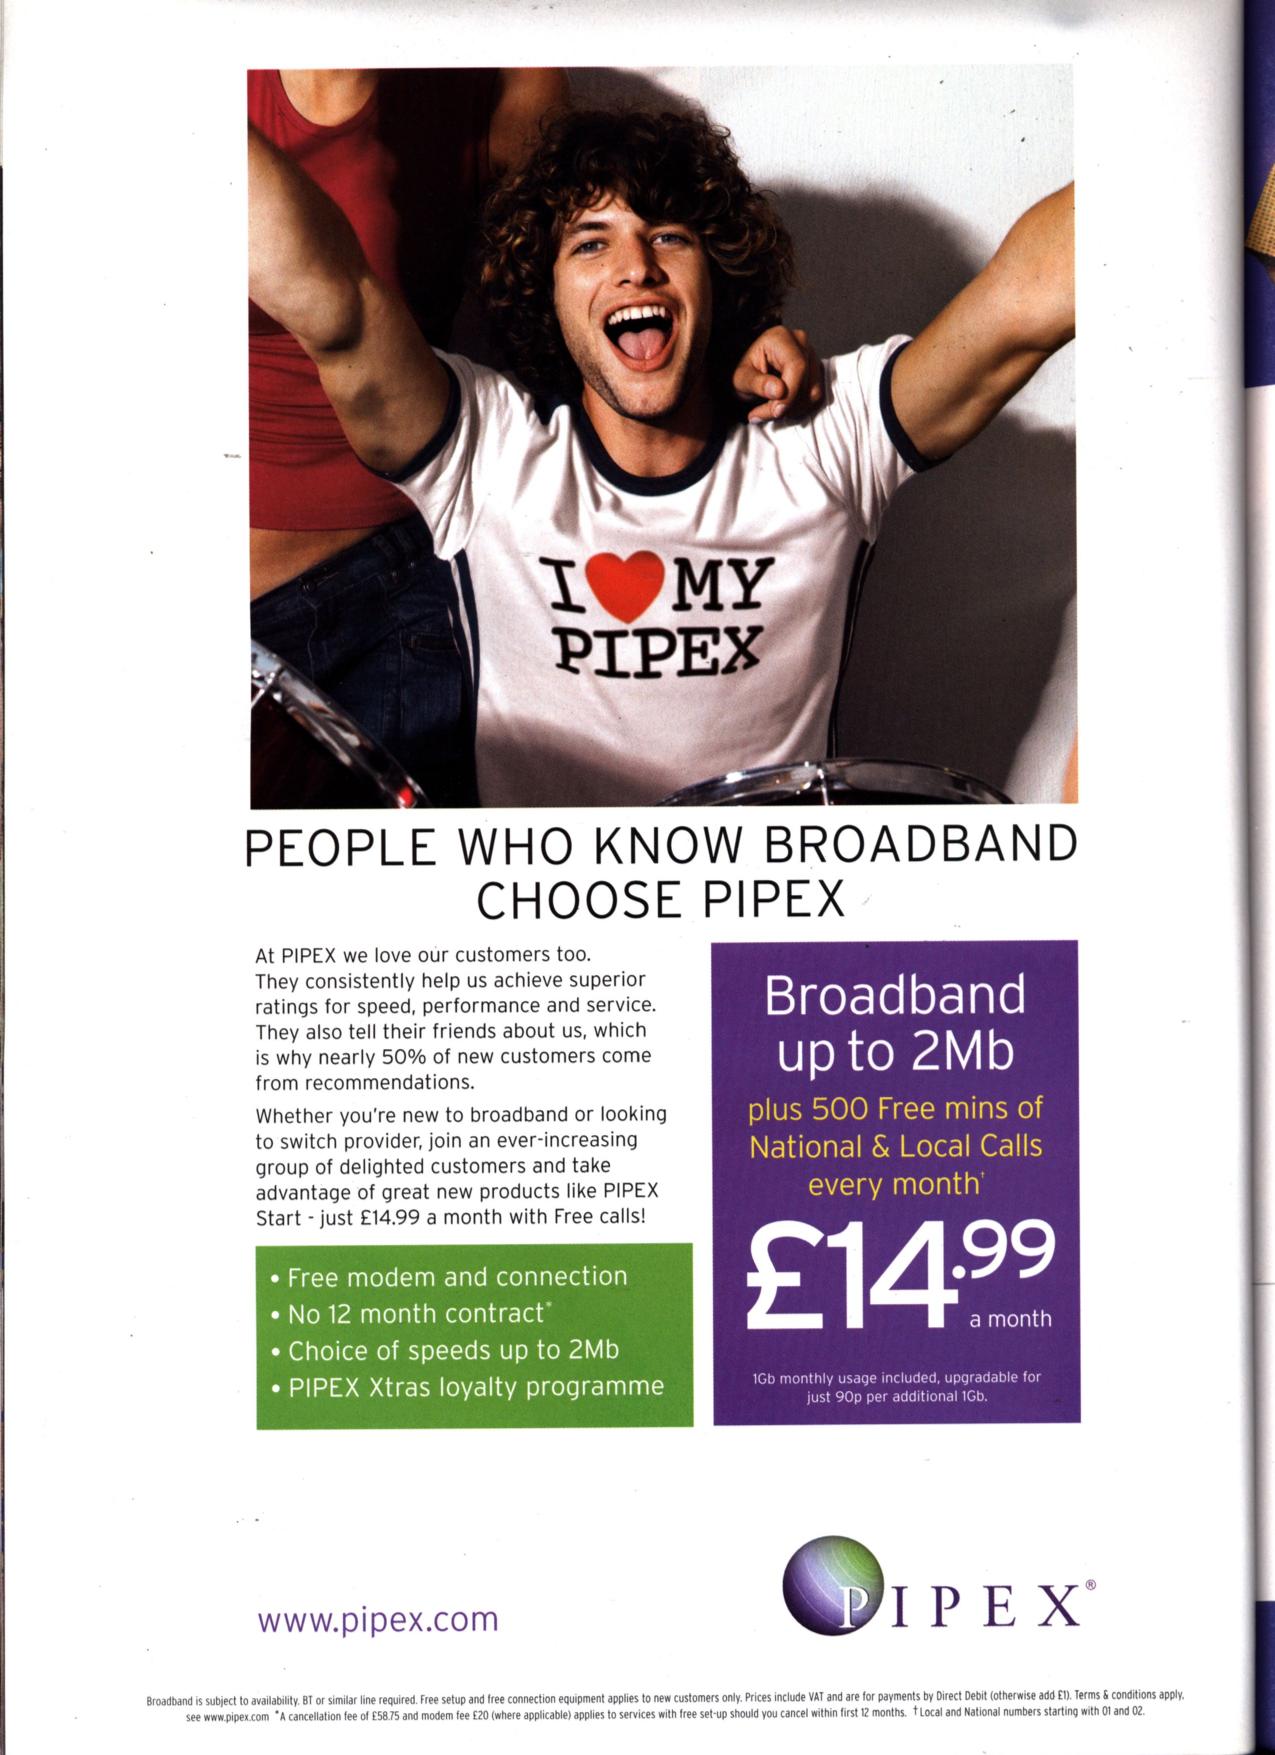 I ❤ MY
PIPEX
PEOPLE WHO KNOW BROADBAND
CHOOSE PIPEX
At PIPEX we love our customers too.
They consistently help us achieve superior
ratings for speed, performance and service.
They also tell their friends about us, which
is why nearly 50% of new customers come
from recommendations.
Whether you're new to broadband or looking
to switch provider, join an ever-increasing
group of delighted customers and take
advantage of great new products like PIPEX
Start - just £14.99 a month with Free calls!
• Free modem and connection
• No 12 month contract*
• Choice of speeds up to 2Mb
• PIPEX Xtras loyalty programme
Broadband
up to 2Mb
plus 500 Free mins of
National & Local Calls
every month†
£14.99
a month
1Gb monthly usage included, upgradable for
just 90p per additional 1Gb.
www.pipex.com
PIPEX®
Broadband is subject to availability. BT or similar line required. Free setup and free connection equipment applies to new customers only. Prices include VAT and are for payments by Direct Debit (otherwise add £1). Terms & conditions apply,
see www.pipex.com *A cancellation fee of £58.75 and modem fee £20 (where applicable) applies to services with free set-up should you cancel within first 12 months. †Local and National numbers starting with 01 and 02.